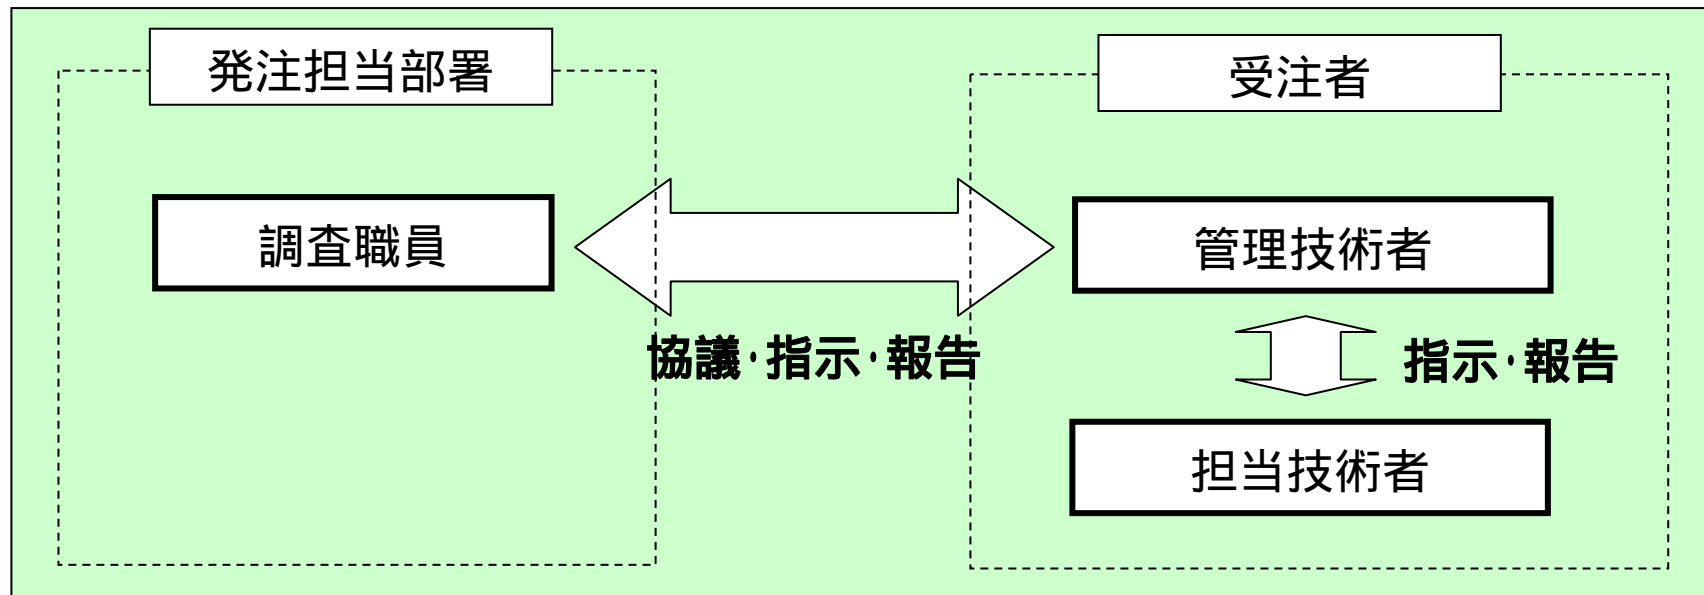 発注担当部署
受注者
調査職員
管理技術者
協議・指示・報告
指示・報告
担当技術者